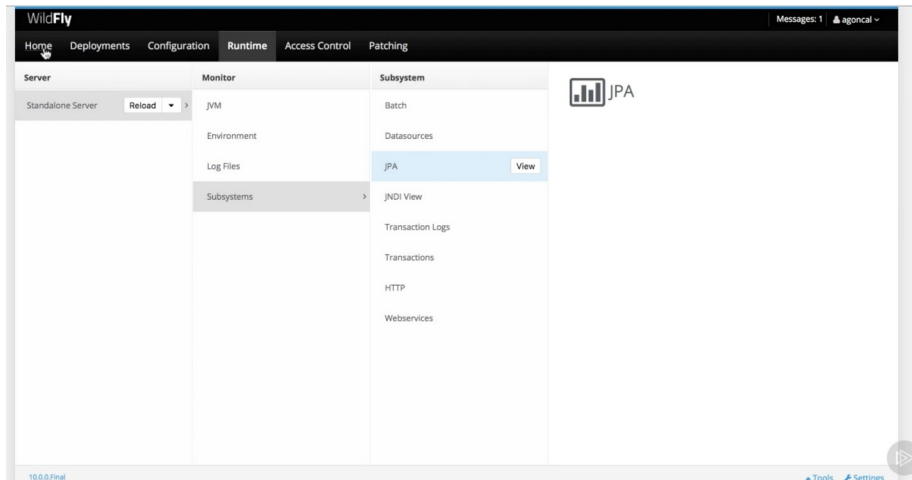 WildFly
Messages: 1 agoncal
Home Deployments Configuration Runtime Access Control Patching
Server Monitor Subsystem
JPA
Standalone Server Reload JVM Batch
Environment Datasources
Log Files JPA View
Subsystems JNDI View
Transaction Logs
Transactions
HTTP
Webservices
10.0.0.Final Tools Settings